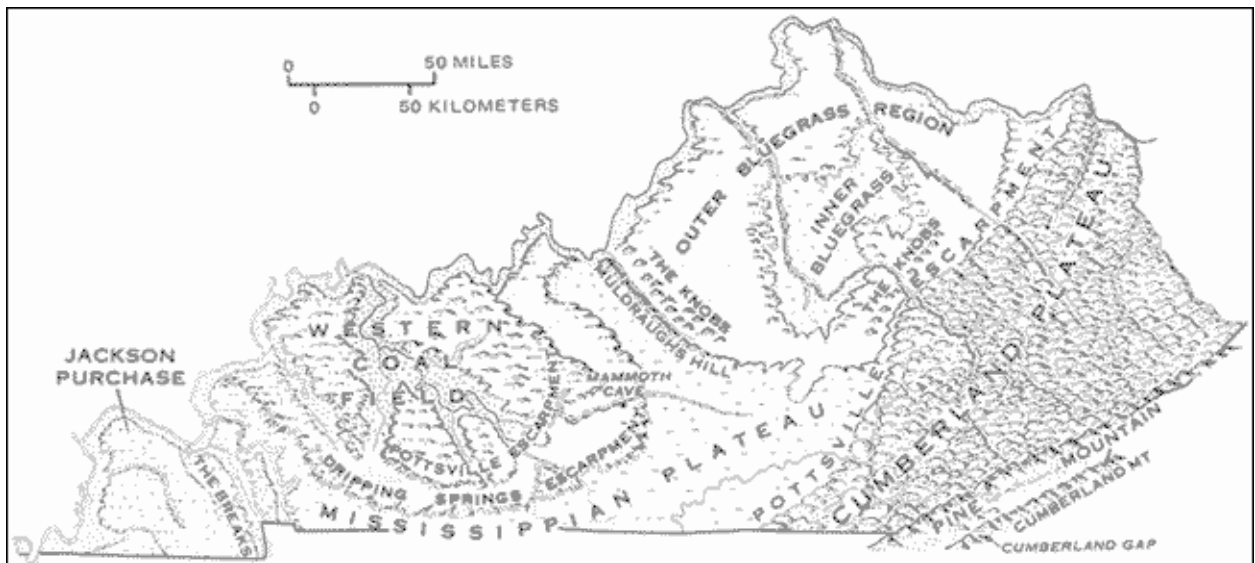 0 50 MILES
0 50 KILOMETERS
OUTER BLUEGRASS REGION
INNER
BLUEGRASS
THE KNOBS
MULDRAUGHS HILL
THE KNOBS
POTTSVILLE ESCARPMENT
CUMBERLAND PLATEAU
WESTERN
COAL
FIELD
JACKSON
PURCHASE
THE BREAKS
MAMMOTH
CAVE
POTTSVILLE ESCARPMEN
DRIPPING SPRINGS ESCARPMENT
MISSISSIPPIAN PLATEAU
PINE MOUNTAIN
CUMBERLAND MT
CUMBERLAND GAP